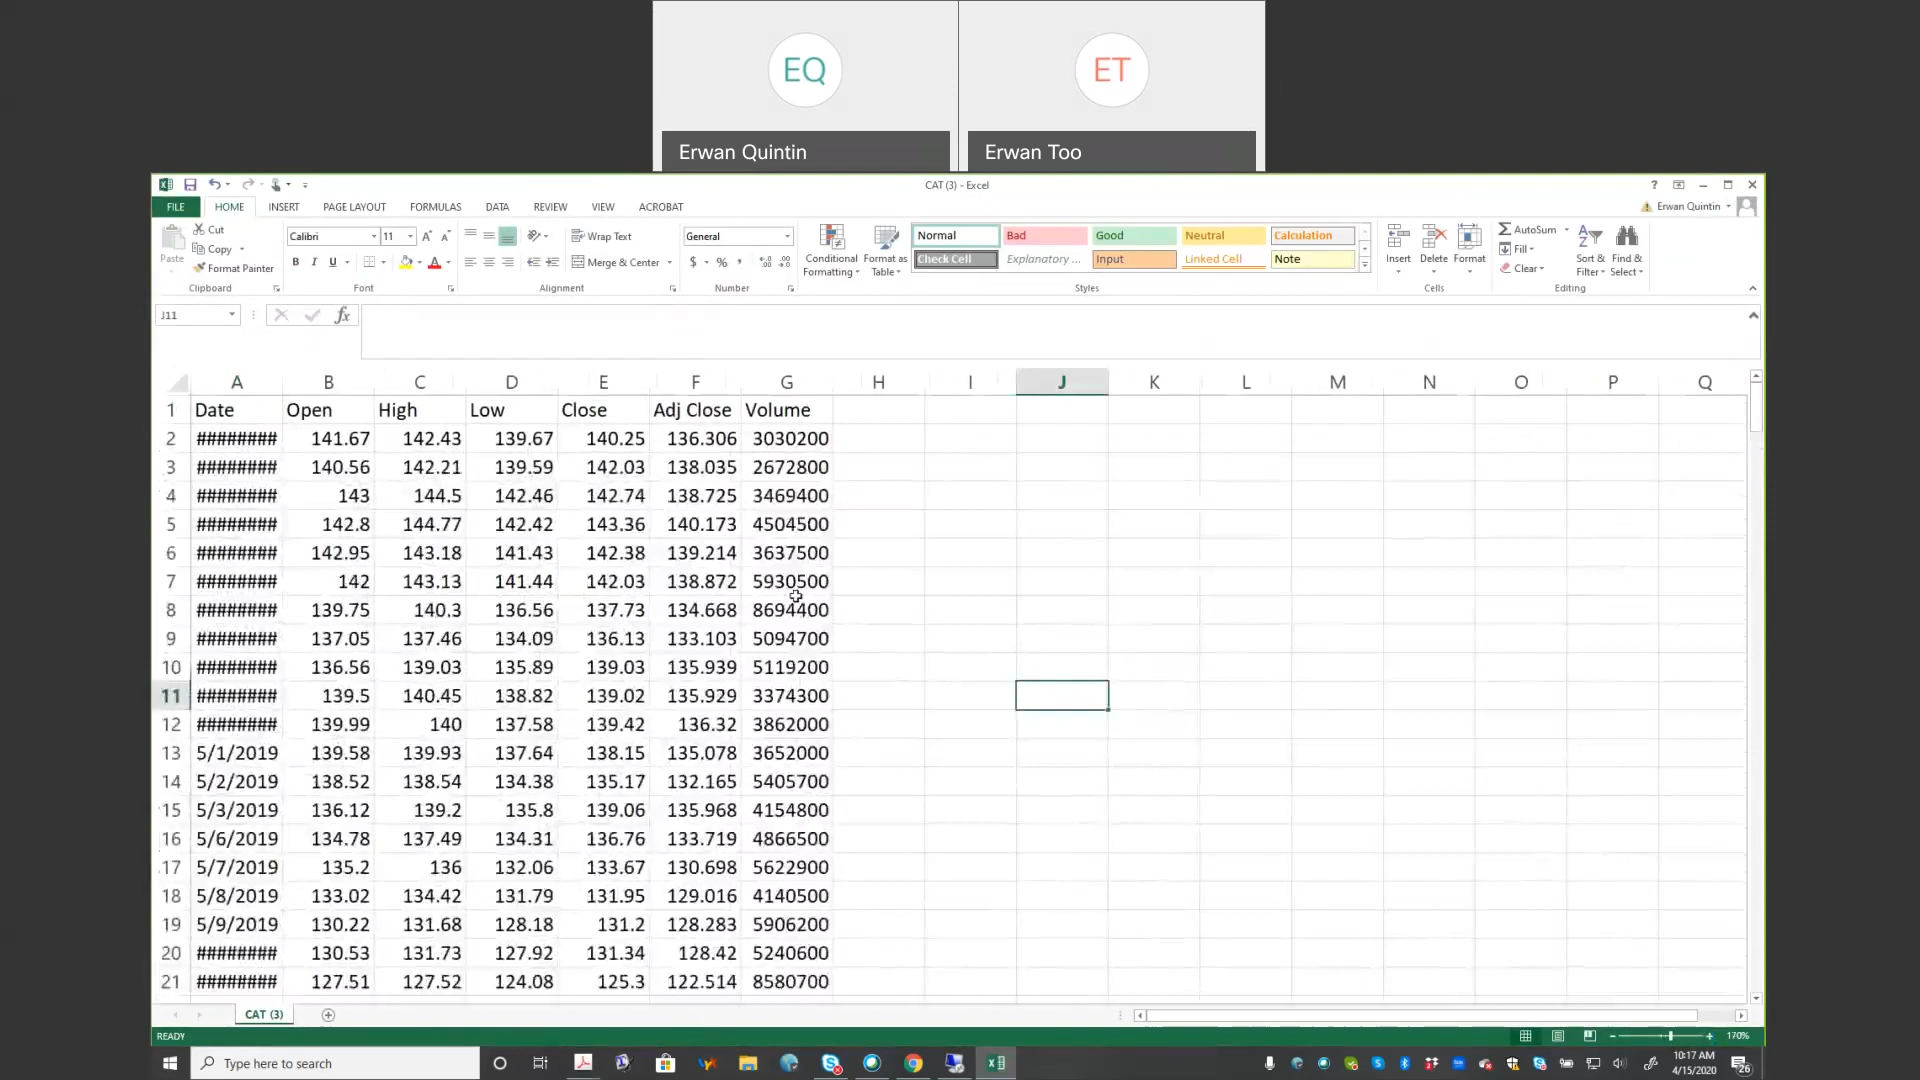 EQ
ET
Erwan Quintin
Erwan Too
CAT (3) - Excel
FILE HOME INSERT PAGE LAYOUT FORMULAS DATA REVIEW VIEW ACROBAT
Erwan Quintin
Paste
Cut
Copy
Format Painter
Clipboard
Calibri 11
B I U
Font
Wrap Text
Merge & Center
Alignment
General
$ % ,
Number
Conditional Formatting
Format as Table
Normal Bad Good Neutral Calculation
Check Cell Explanatory ... Input Linked Cell Note
Styles
Insert Delete Format
Cells
AutoSum
Fill
Clear
Sort & Filter
Find & Select
Editing
J11
fx
A B C D E F G H I J K L M N O P Q
1 Date Open High Low Close Adj Close Volume
2 ######## 141.67 142.43 139.67 140.25 136.306 3030200
3 ######## 140.56 142.21 139.59 142.03 138.035 2672800
4 ######## 143 144.5 142.46 142.74 138.725 3469400
5 ######## 142.8 144.77 142.42 143.36 140.173 4504500
6 ######## 142.95 143.18 141.43 142.38 139.214 3637500
7 ######## 142 143.13 141.44 142.03 138.872 5930500
8 ######## 139.75 140.3 136.56 137.73 134.668 8694400
9 ######## 137.05 137.46 134.09 136.13 133.103 5094700
10 ######## 136.56 139.03 135.89 139.03 135.939 5119200
11 ######## 139.5 140.45 138.82 139.02 135.929 3374300
12 ######## 139.99 140 137.58 139.42 136.32 3862000
13 5/1/2019 139.58 139.93 137.64 138.15 135.078 3652000
14 5/2/2019 138.52 138.54 134.38 135.17 132.165 5405700
15 5/3/2019 136.12 139.2 135.8 139.06 135.968 4154800
16 5/6/2019 134.78 137.49 134.31 136.76 133.719 4866500
17 5/7/2019 135.2 136 132.06 133.67 130.698 5622900
18 5/8/2019 133.02 134.42 131.79 131.95 129.016 4140500
19 5/9/2019 130.22 131.68 128.18 131.2 128.283 5906200
20 ######## 130.53 131.73 127.92 131.34 128.42 5240600
21 ######## 127.51 127.52 124.08 125.3 122.514 8580700
CAT (3)
READY
170%
Type here to search
10:17 AM
4/15/2020
26